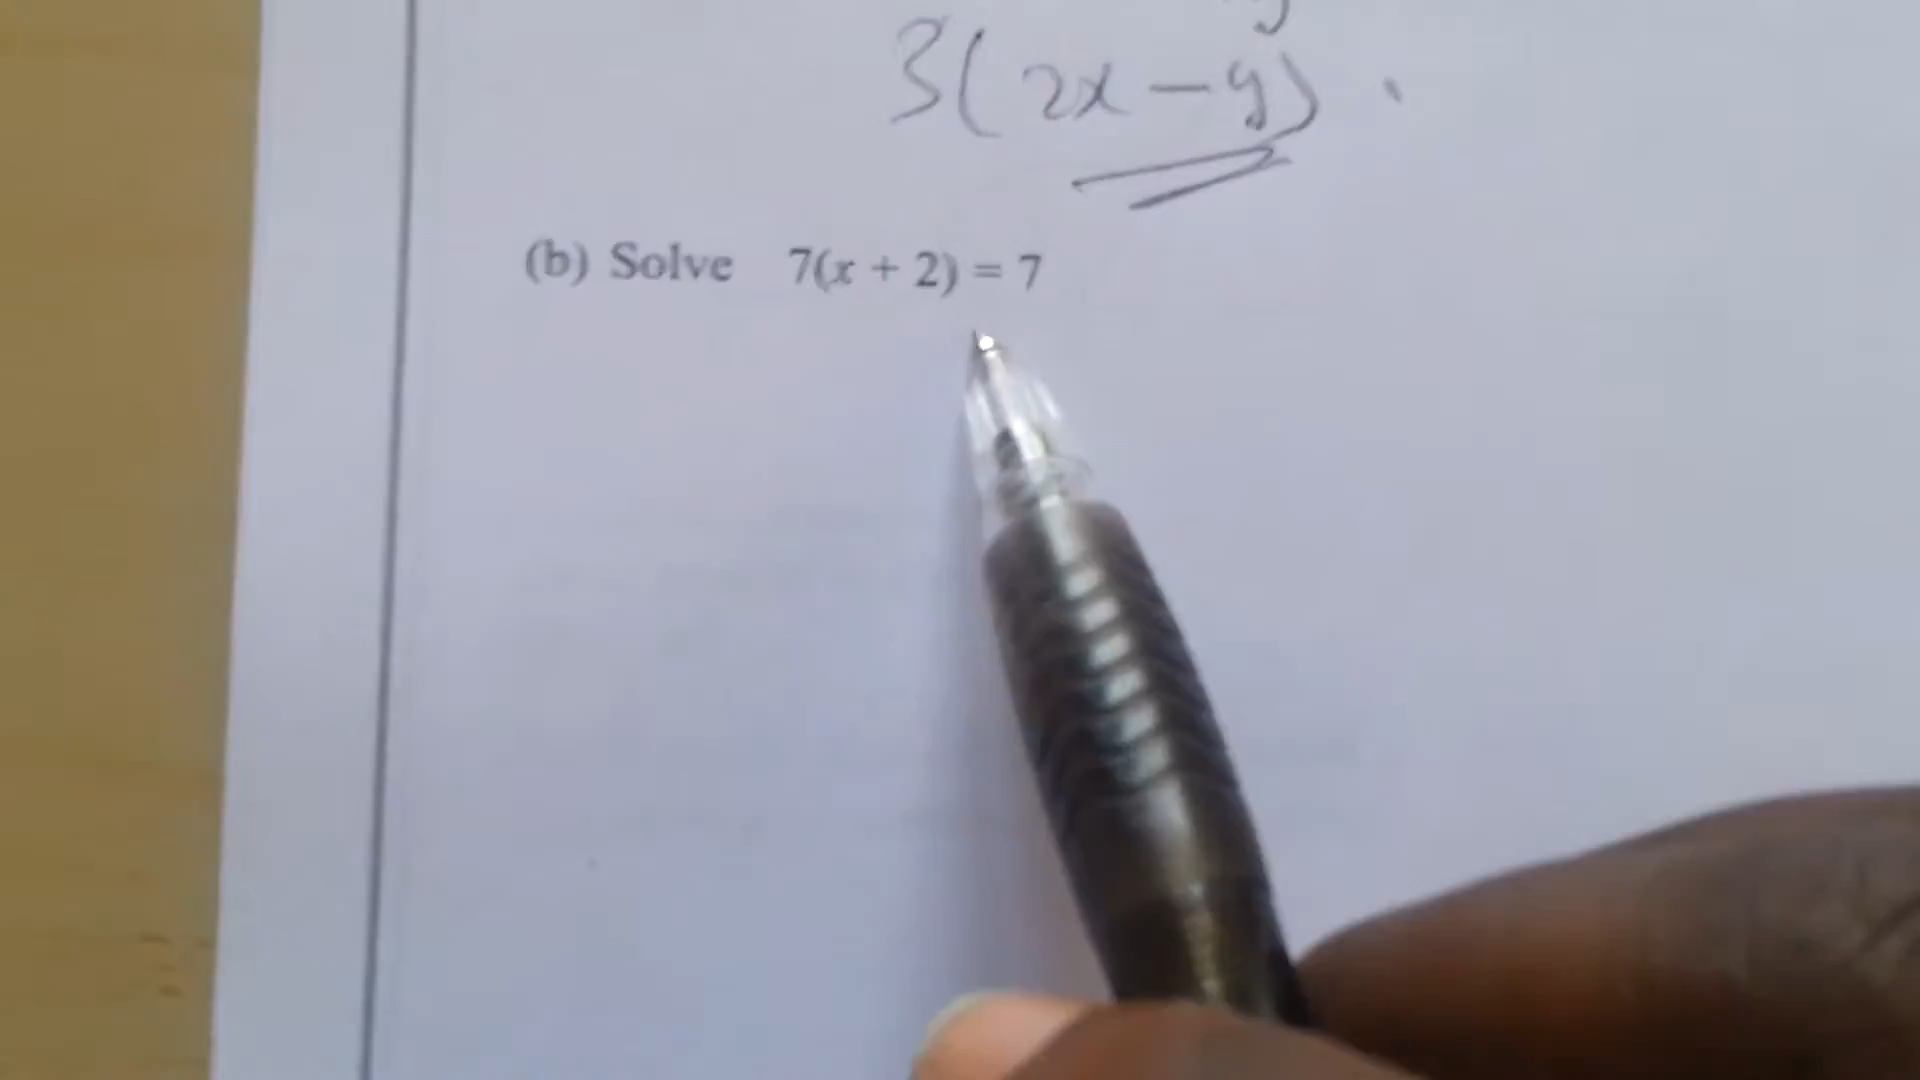 3(2x - y)
(b) Solve 7(x + 2) = 7